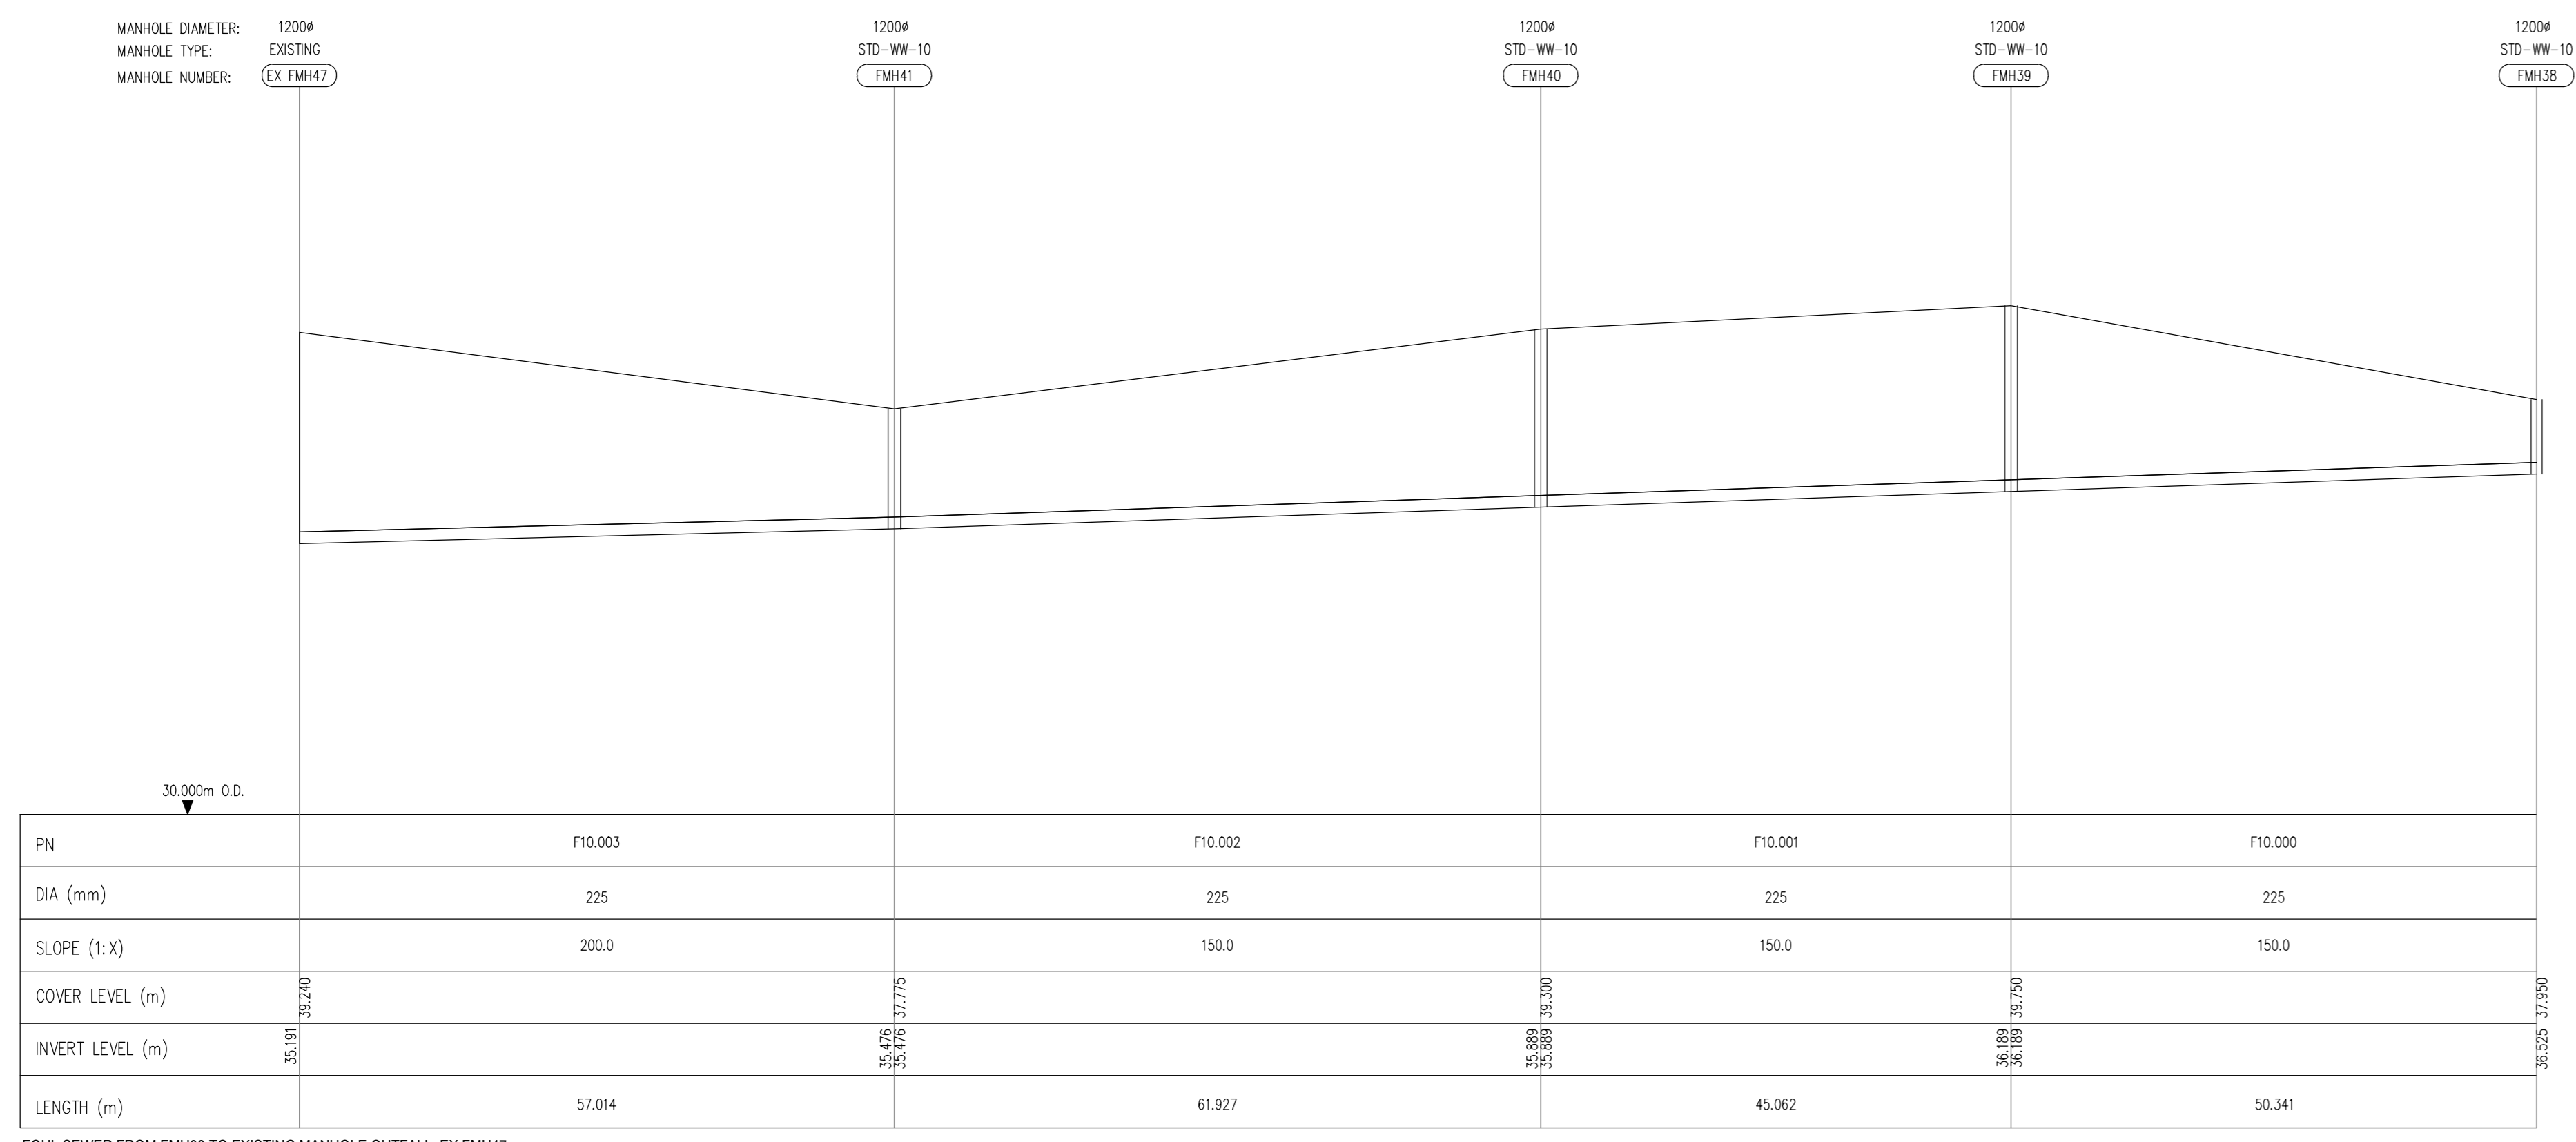 MANHOLE DIAMETER: 1200ø 1200ø 1200ø 1200ø 1200ø
MANHOLE TYPE: EXISTING STD-WW-10 STD-WW-10 STD-WW-10 STD-WW-10
MANHOLE NUMBER: EX FMH47 FMH41 FMH40 FMH39 FMH38
30.000m O.D.
PN F10.003 F10.002 F10.001 F10.000
DIA (mm) 225 225 225 225
SLOPE (1:X) 200.0 150.0 150.0 150.0
COVER LEVEL (m) 39.240 37.775 39.300 39.750 37.950
INVERT LEVEL (m) 35.191 35.476 35.476 35.889 35.889 36.189 36.189 36.525
LENGTH (m) 57.014 61.927 45.062 50.341